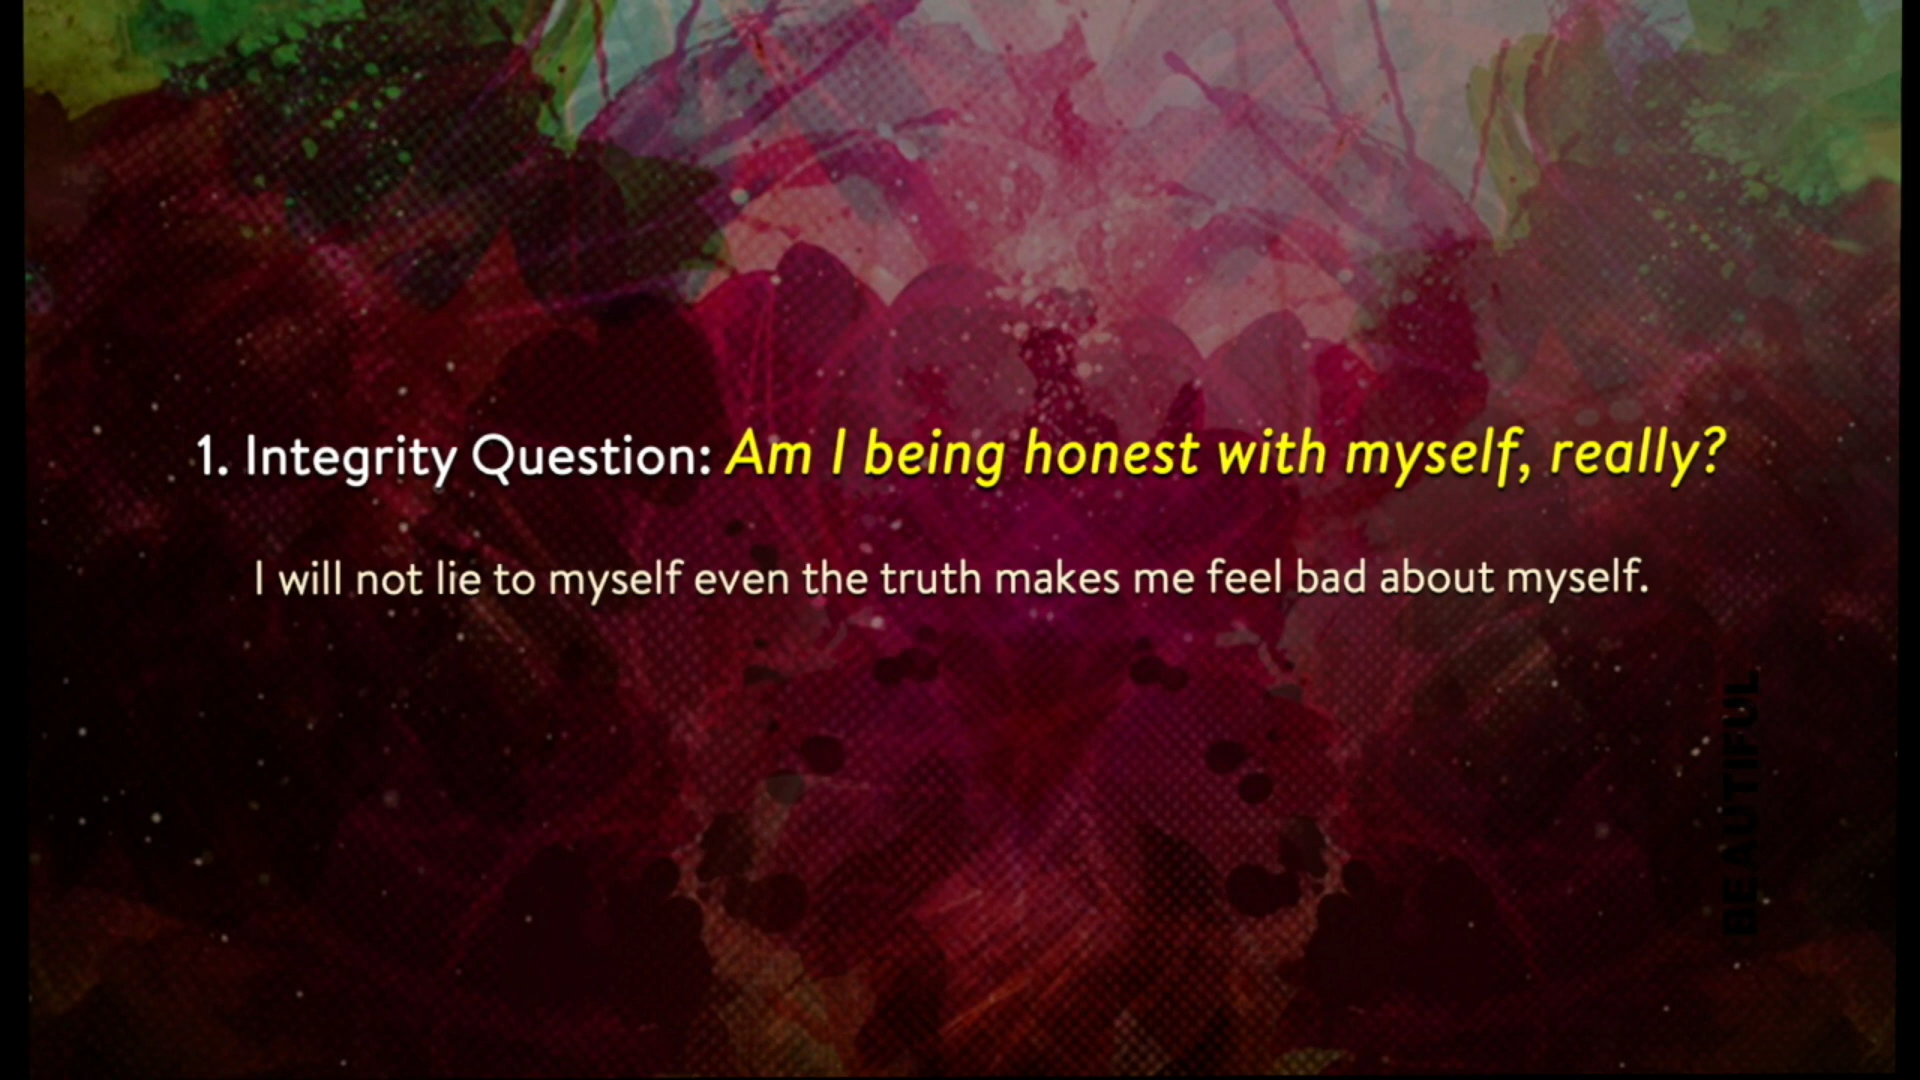 1. Integrity Question: Am I being honest with myself, really?
I will not lie to myself even the truth makes me feel bad about myself.
BEAUTIFUL